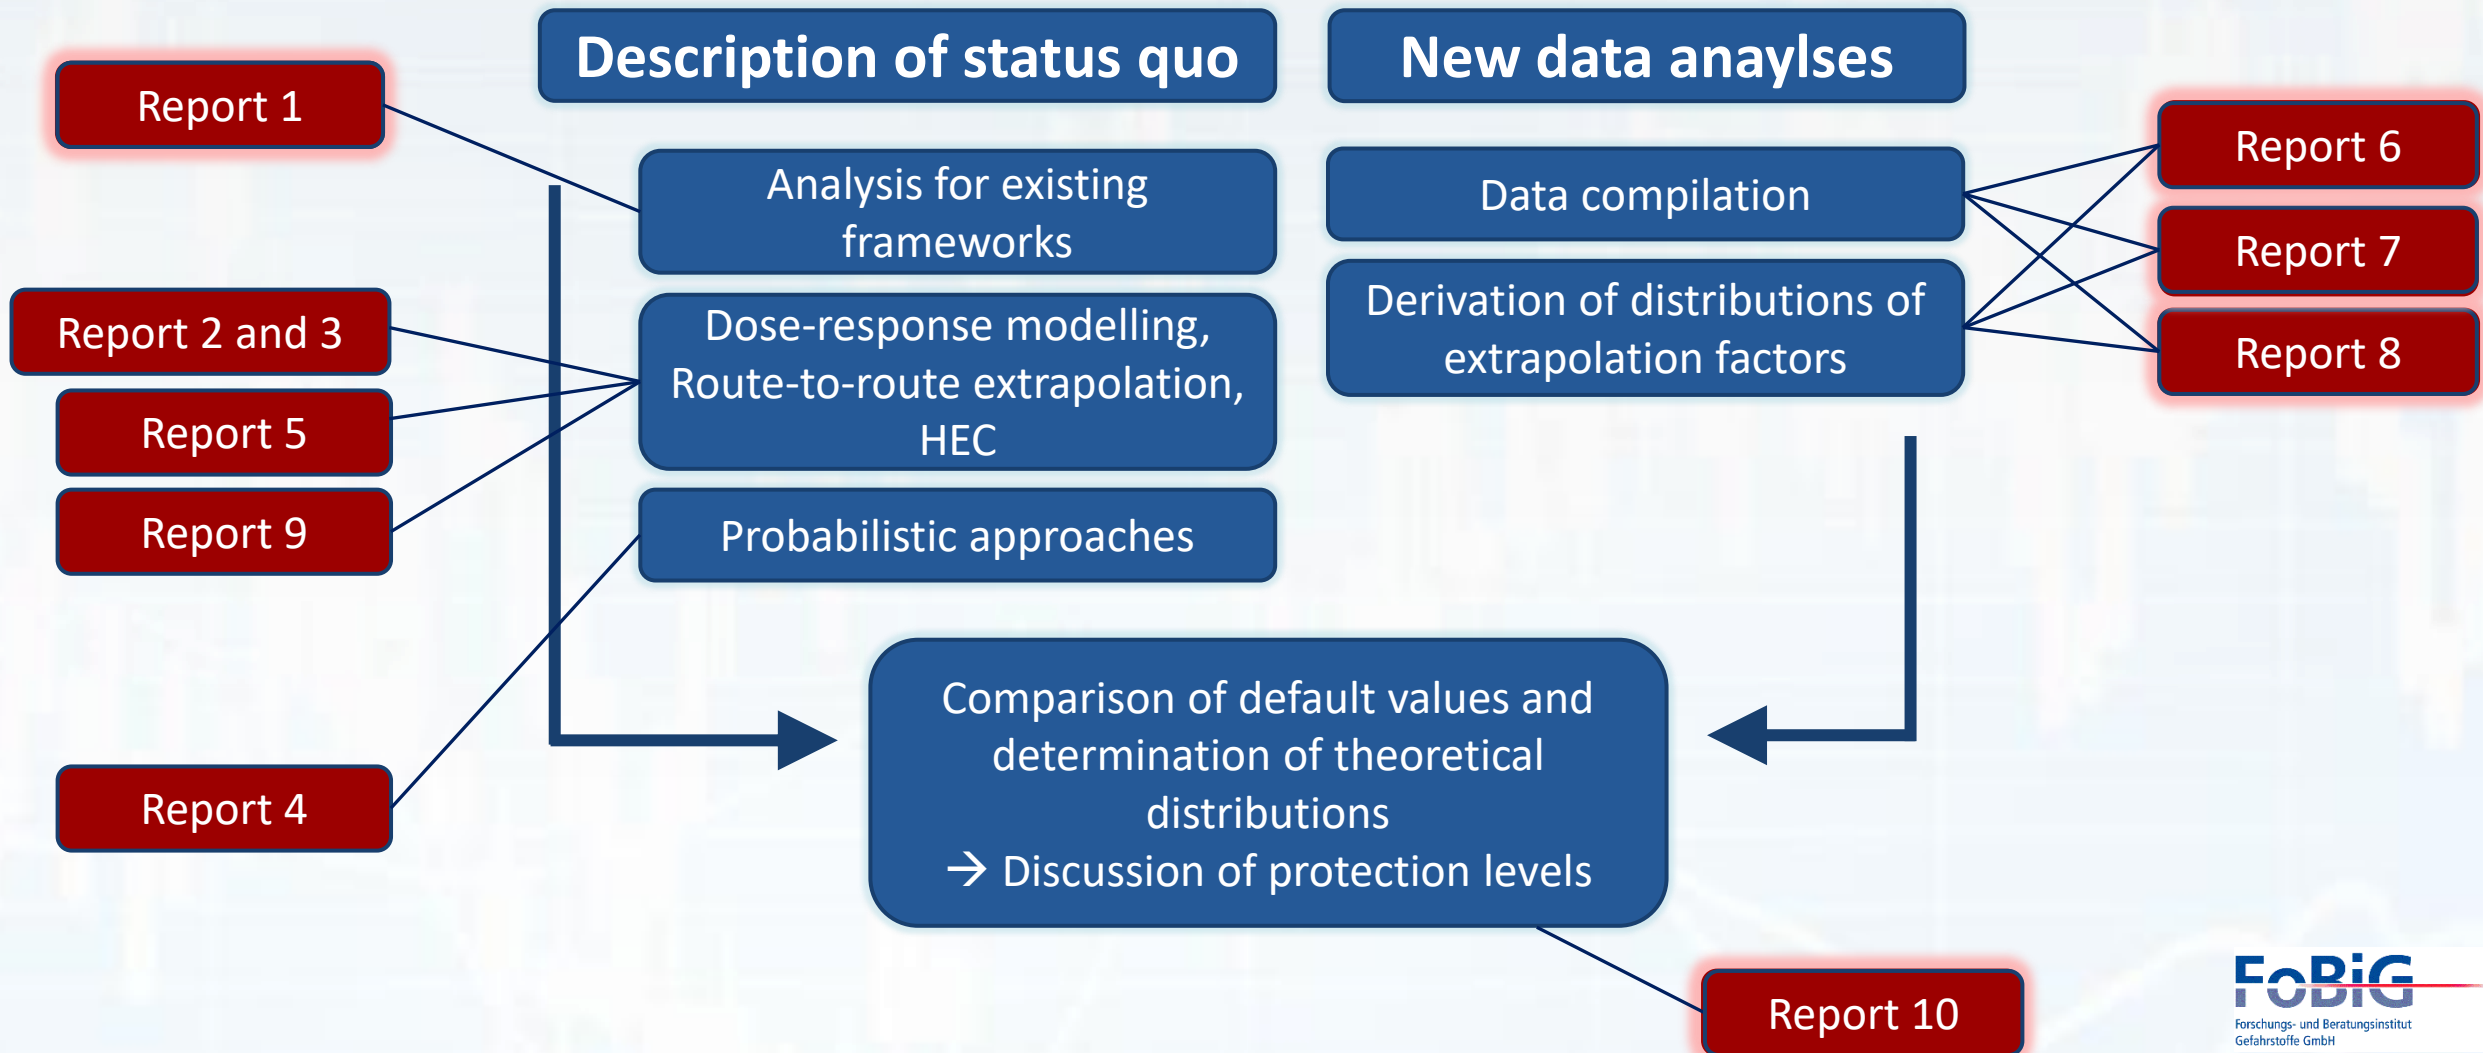 Description of status quo
New data anaylses
Report 1
Analysis for existing
frameworks
Report 2 and 3
Report 5
Report 9
Dose-response modelling,
Route-to-route extrapolation,
HEC
Probabilistic approaches
Report 4
Data compilation
Derivation of distributions of
extrapolation factors
Report 6
Report 7
Report 8
Comparison of default values and
determination of theoretical
distributions
→ Discussion of protection levels
Report 10
FoBiG
Forschungs- und Beratungsinstitut
Gefahrstoffe GmbH